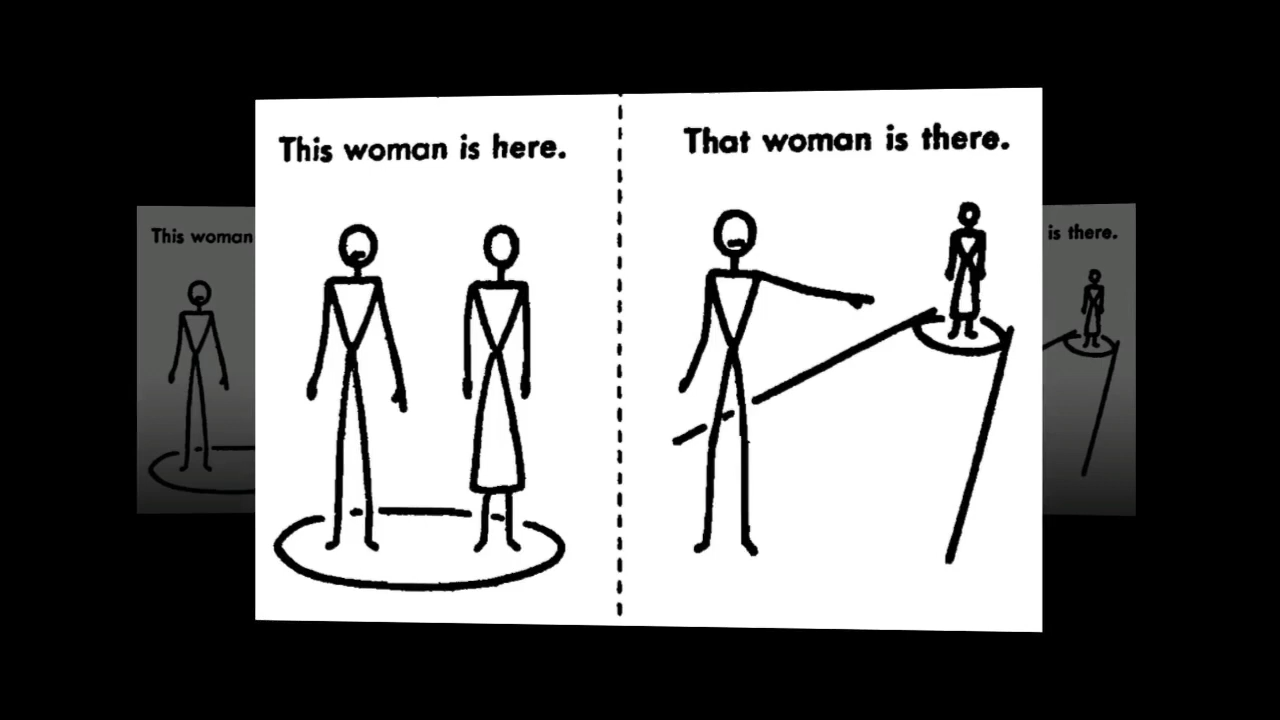 This woman is here.
That woman is there.
This woman
is there.